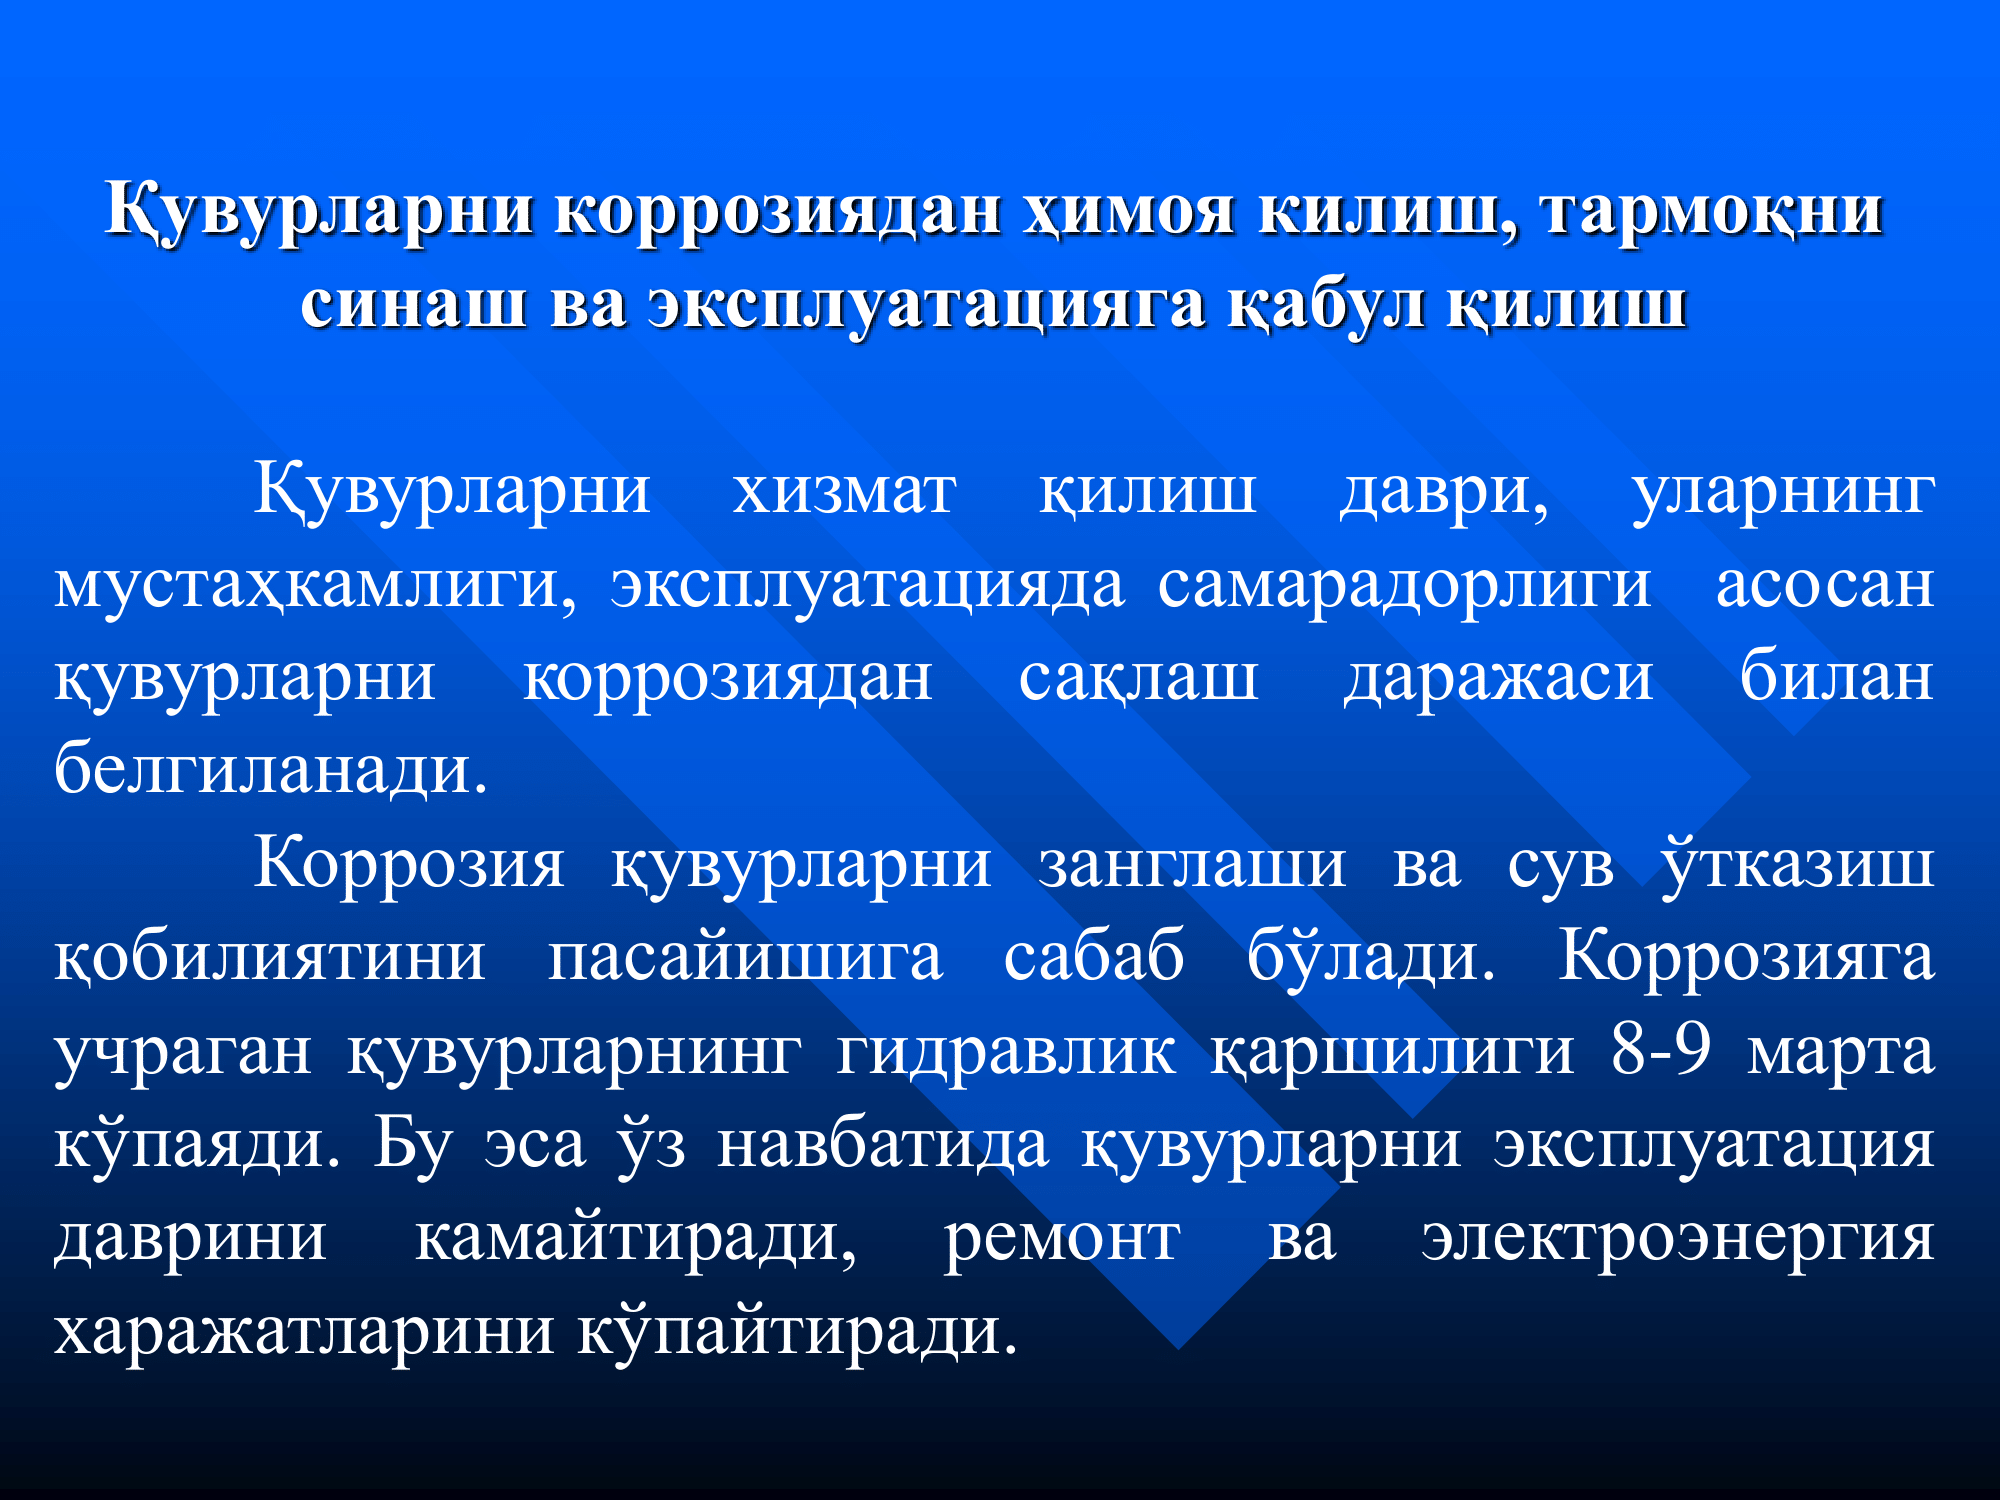 Қувурларни коррозиядан ҳимоя килиш, тармоқни
синаш ва эксплуатацияга қабул қилиш
Қувурларни хизмат қилиш даври, уларнинг
мустаҳкамлиги, эксплуатацияда самарадорлиги асосан
қувурларни коррозиядан сақлаш даражаси билан
белгиланади.
Коррозия қувурларни занглаши ва сув ўтказиш
қобилиятини пасайишига сабаб бўлади. Коррозияга
учраган қувурларнинг гидравлик қаршилиги 8-9 марта
кўпаяди. Бу эса ўз навбатида қувурларни эксплуатация
даврини камайтиради, ремонт ва электроэнергия
харажатларини кўпайтиради.